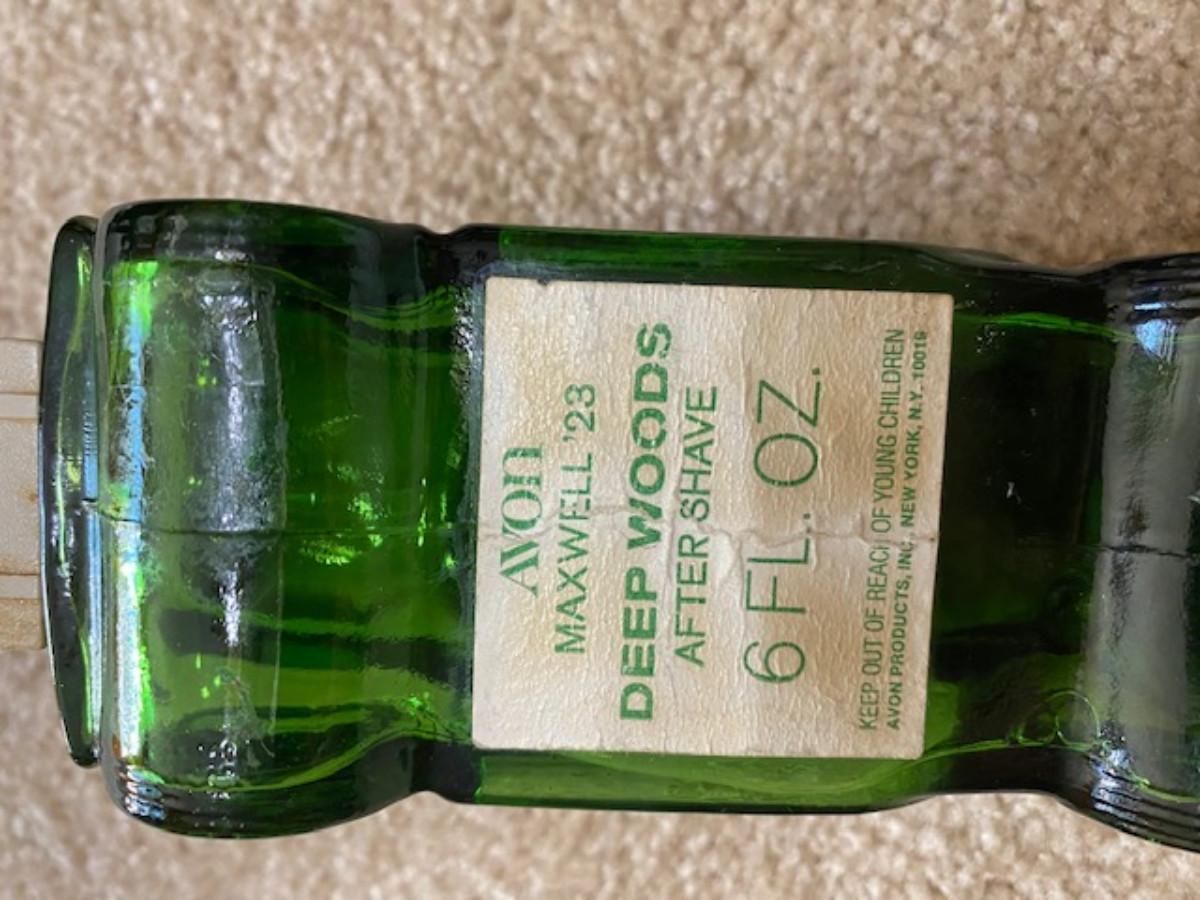 AVON
MAXWELL '23
DEEP WOODS
AFTER SHAVE
6 FL. OZ.
KEEP OUT OF REACH OF YOUNG CHILDREN
AVON PRODUCTS, INC., NEW YORK, N.Y. 10019